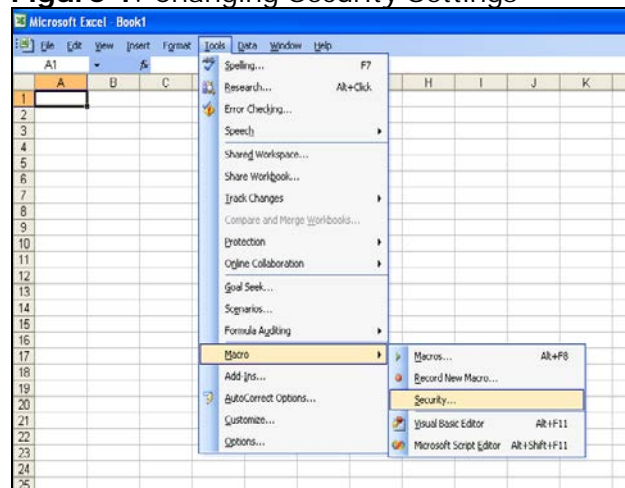 Figure 1. Changing Security Settings
Microsoft Excel - Book1
File Edit View Insert Format Tools Data Window Help
A1 fx
A B C H I J K
Spelling... F7
Research... Alt+Click
Error Checking...
Speech
Shared Workspace...
Share Workbook...
Track Changes
Compare and Merge Workbooks...
Protection
Online Collaboration
Goal Seek...
Scenarios...
Formula Auditing
Macro
Add-Ins...
AutoCorrect Options...
Customize...
Options...
Macros... Alt+F8
Record New Macro...
Security...
Visual Basic Editor Alt+F11
Microsoft Script Editor Alt+Shift+F11
1
2
3
4
5
6
7
8
9
10
11
12
13
14
15
16
17
18
19
20
21
22
23
24
25